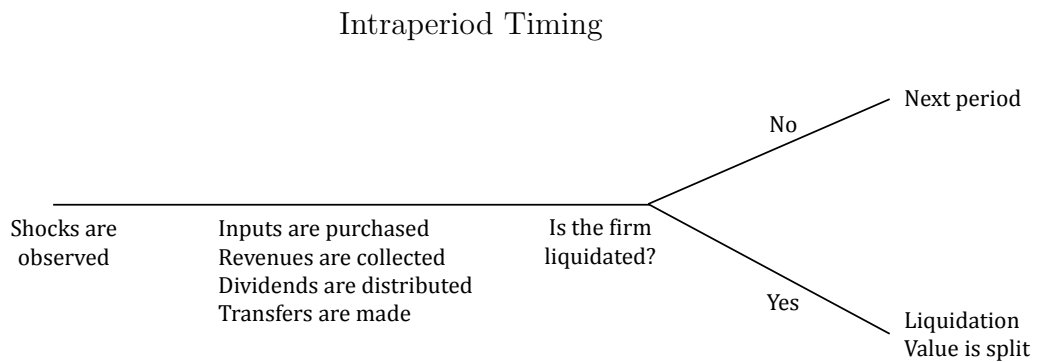 Intraperiod Timing
Next period
No
Shocks are
observed
Inputs are purchased
Revenues are collected
Dividends are distributed
Transfers are made
Is the firm
liquidated?
Yes
Liquidation
Value is split